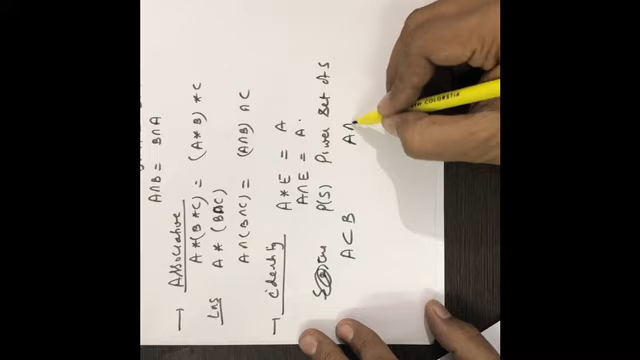 A∩B = B∩A
→ Associative
A*(B*C) = (A*B)*C
LHS A*(B∩C)
A∩(B∩C) = (A∩B)∩C
→ identity
A*E = A
A∩E = A.
P(S) Power Set of S
A⊂B A∩